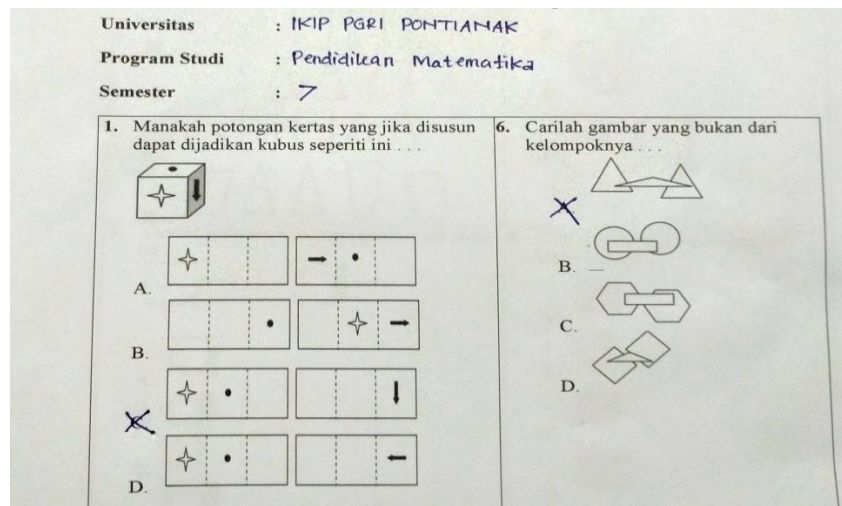 Universitas : IKIP PGRI PONTIANAK
Program Studi : Pendidikan Matematika
Semester : 7
1. Manakah potongan kertas yang jika disusun
dapat dijadikan kubus seperiti ini . . .
A.
B.
C.
D.
6. Carilah gambar yang bukan dari
kelompoknya . . .
A.
B.
C.
D.